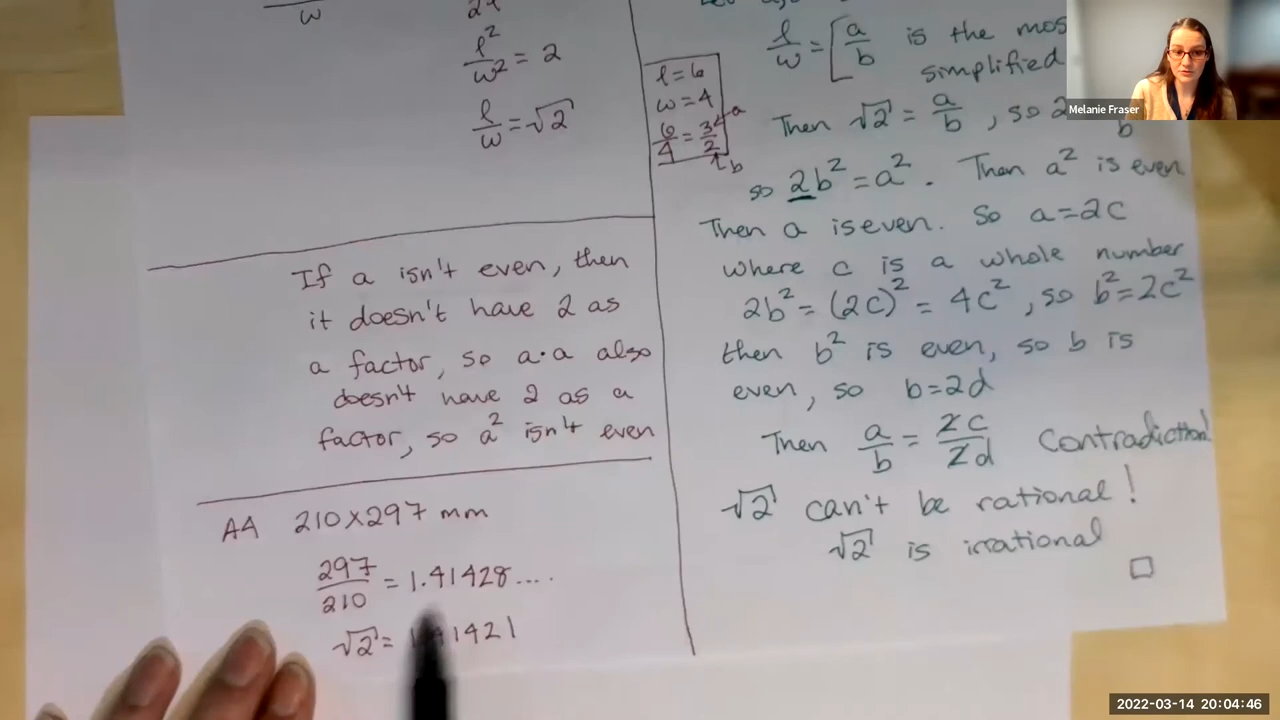 w
l² / w² = 2
l / w = √2
If a isn't even, then
it doesn't have 2 as
a factor, so a·a also
doesn't have 2 as a
factor, so a² isn't even
A4 210×297 mm
297 / 210 = 1.41428....
√2 = 1.41421
l=6
w=4
6/4 = 3/2
a
b
l/w = [a/b is the
simplified
Then √2 = a/b, so 2
b
so 2b² = a². Then a² is even.
Then a is even. So a=2c
where c is a whole number
2b² = (2c)² = 4c², so b² = 2c²
then b² is even, so b is
even, so b=2d
Then a/b = 2c/2d Contradiction!
√2 can't be rational!
√2 is irrational
□
Melanie Fraser
2022-03-14 20:04:46